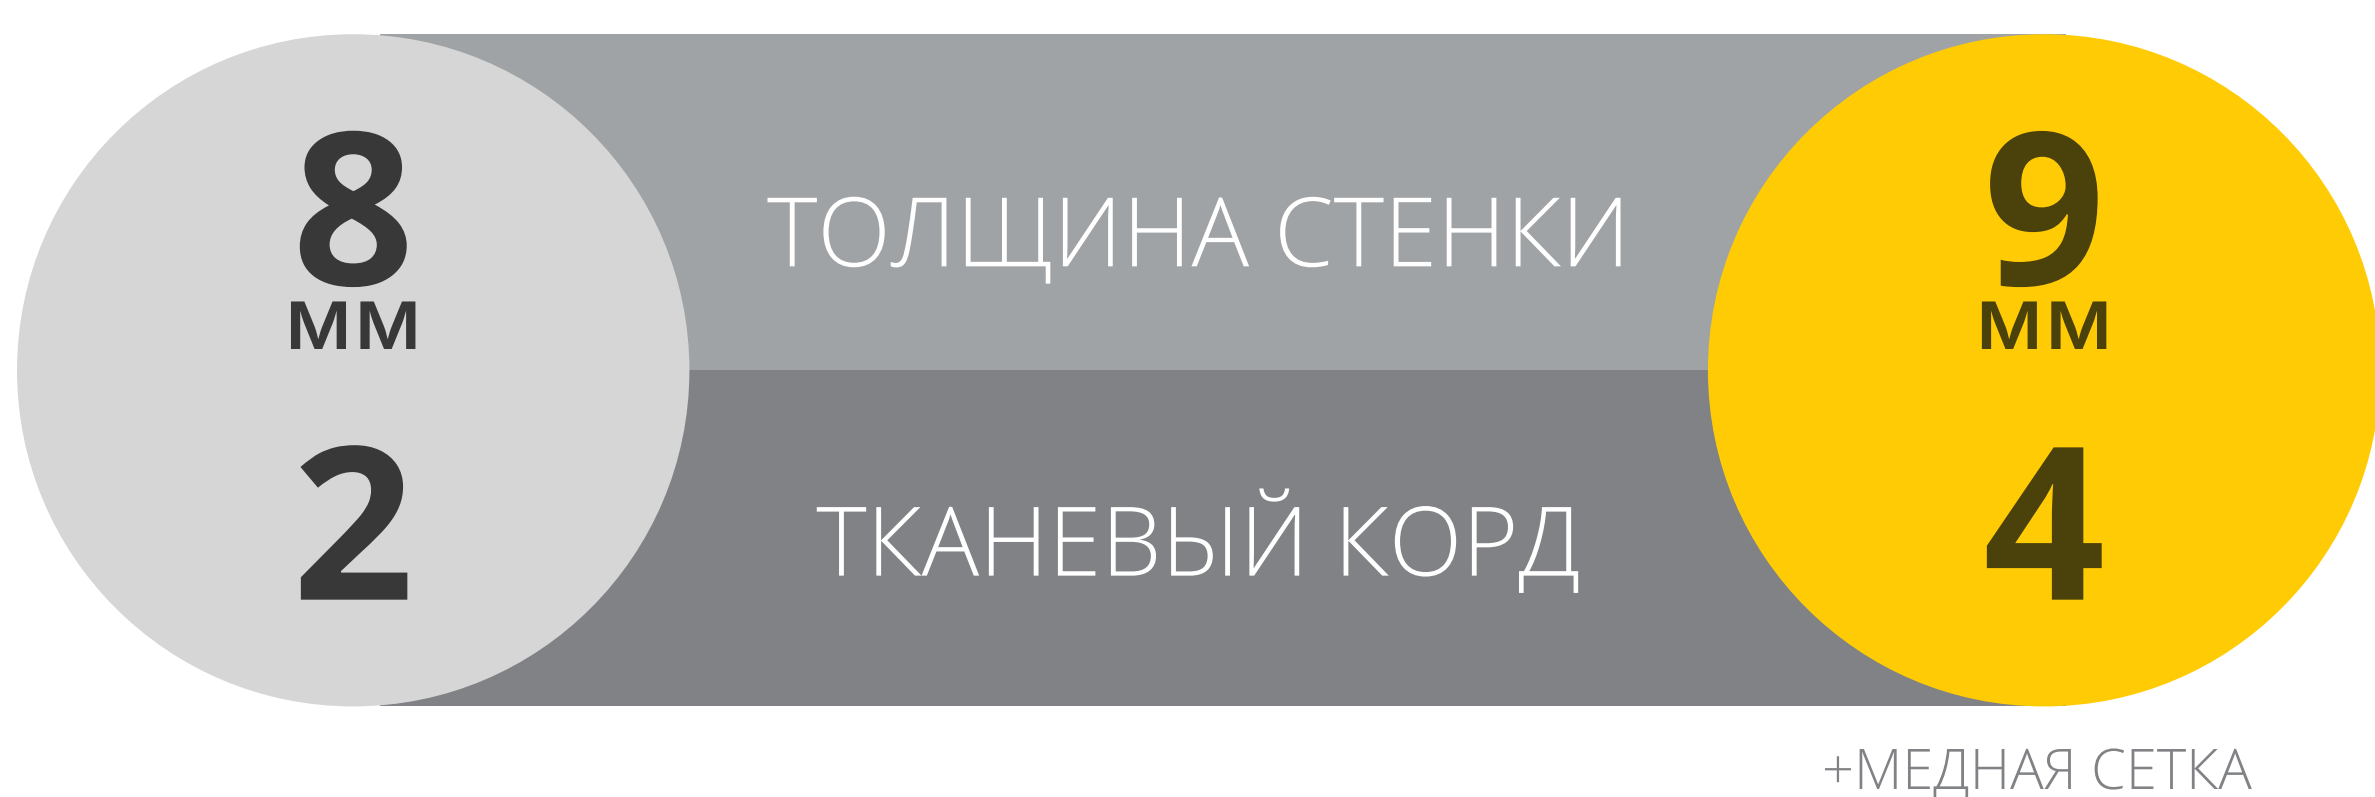 8 ТОЛЩИНА СТЕНКИ 9
ММ ММ
2 ТКАНЕВЫЙ КОРД 4
+МЕДНАЯ СЕТКА